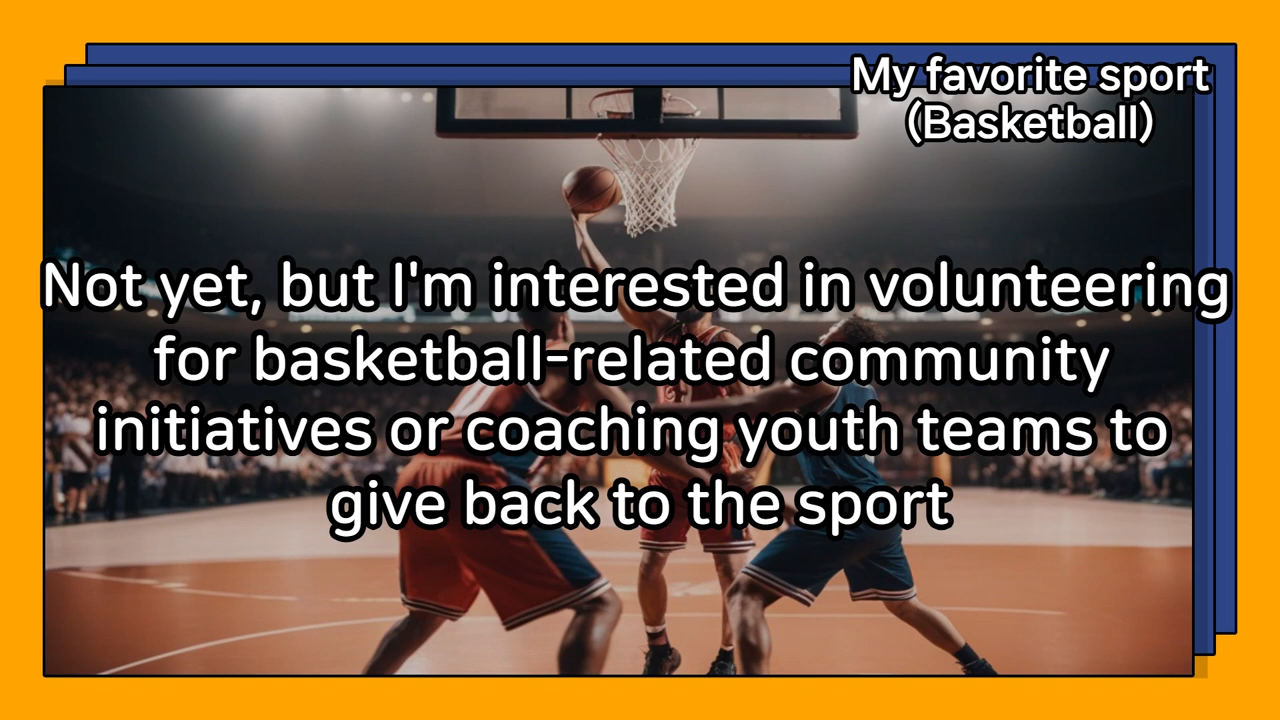 My favorite sport
(Basketball)
Not yet, but I'm interested in volunteering
for basketball-related community
initiatives or coaching youth teams to
give back to the sport